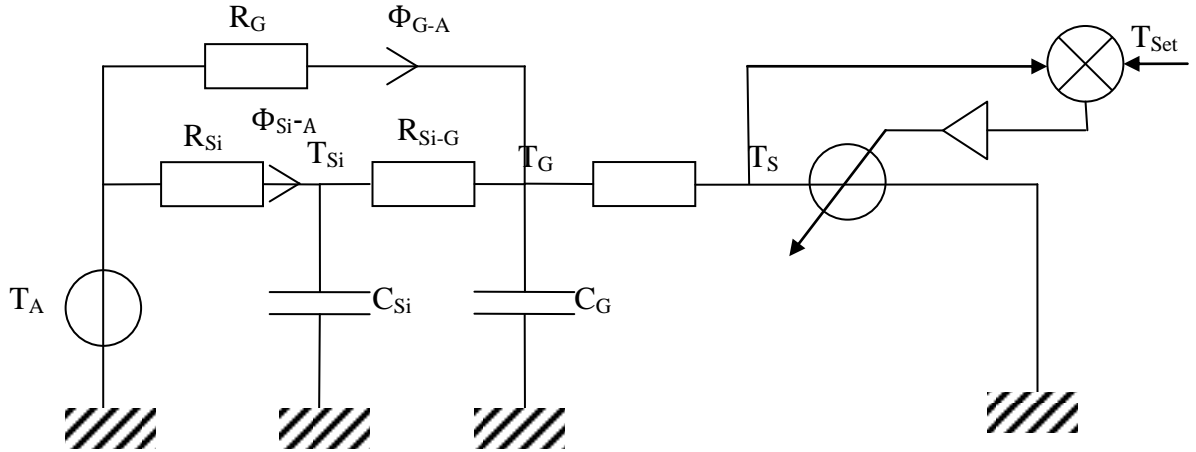 R_G
Φ_G-A
T_Set
Φ_Si-A
R_Si
T_Si
R_Si-G
T_G
T_S
T_A
C_Si
C_G